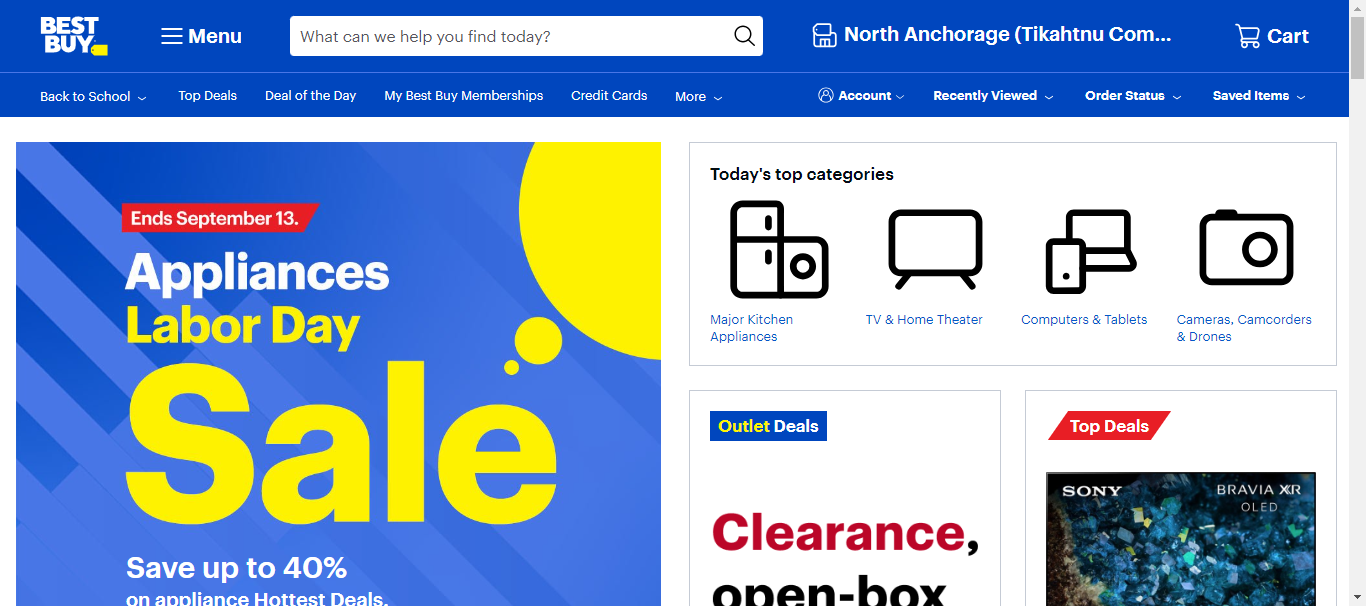 BEST
BUY
Menu
What can we help you find today?
North Anchorage (Tikahtnu Com...
Cart
Back to School
Top Deals
Deal of the Day
My Best Buy Memberships
Credit Cards
More
Account
Recently Viewed
Order Status
Saved Items
Ends September 13.
Appliances
Labor Day
Sale
Save up to 40%
on appliance Hottest Deals.
Today's top categories
Major Kitchen
Appliances
TV & Home Theater
Computers & Tablets
Cameras, Camcorders
& Drones
Outlet Deals
Clearance,
open-box
Top Deals
SONY
BRAVIA XR
OLED